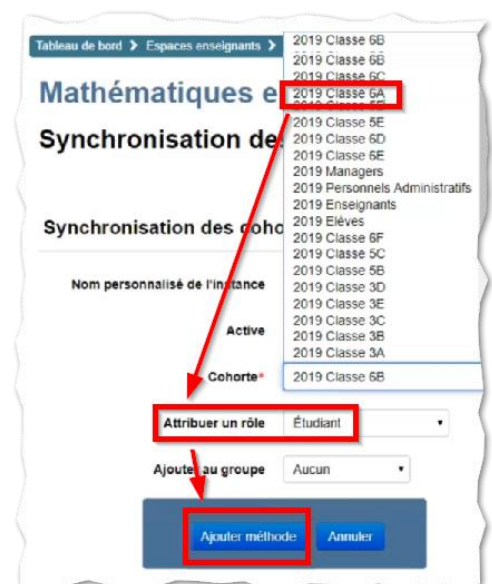 Tableau de bord > Espaces enseignants >
Mathématiques e
Synchronisation de
Synchronisation des coho
2019 Classe 6B
2019 Classe 6B
2019 Classe 6C
2019 Classe 6A
2019 Classe 5E
2019 Classe 6D
2019 Classe 6E
2019 Managers
2019 Personnels Administratifs
2019 Enseignants
2019 Elèves
2019 Classe 6F
2019 Classe 5C
2019 Classe 5B
2019 Classe 3D
2019 Classe 3E
2019 Classe 3C
2019 Classe 3B
2019 Classe 3A
Nom personnalisé de l'instance
Active
Cohorte* 2019 Classe 6B
Attribuer un rôle Étudiant
Ajouter au groupe Aucun
Ajouter méthode Annuler